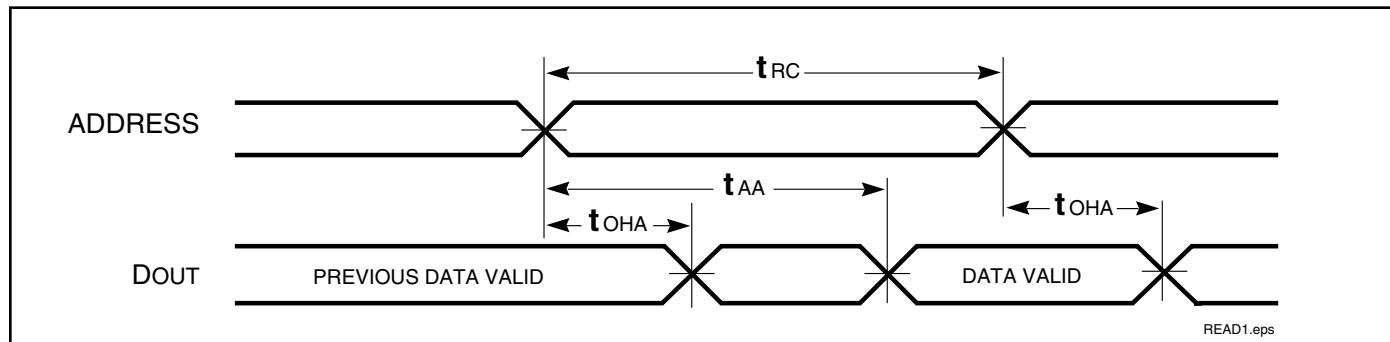 tRC
ADDRESS
tAA
tOHA
tOHA
DOUT
PREVIOUS DATA VALID
DATA VALID
READ1.eps